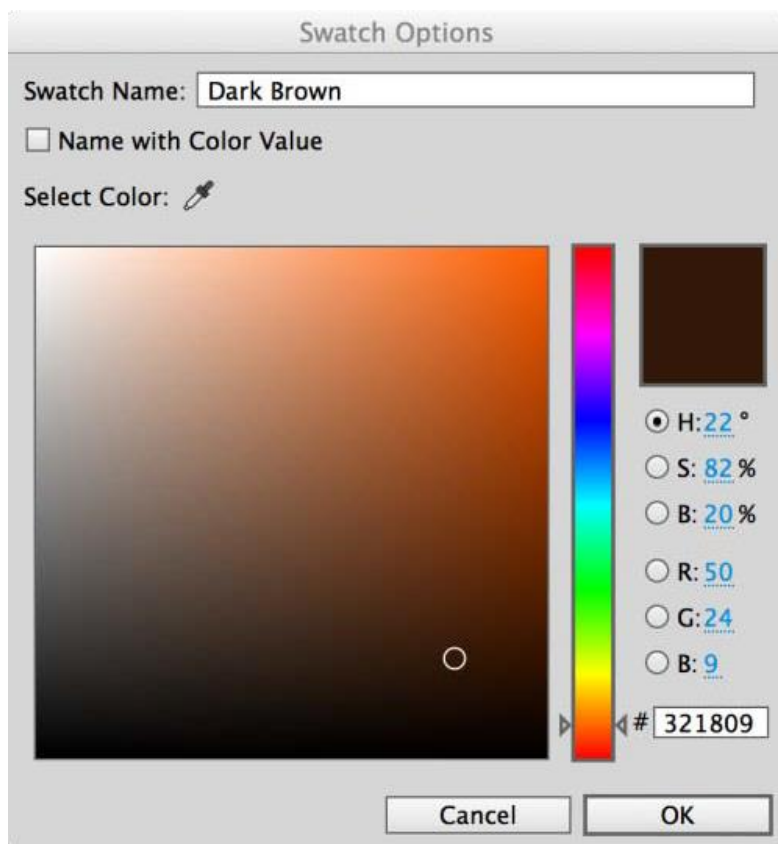 Swatch Options
Swatch Name: Dark Brown
Name with Color Value
Select Color:
H: 22 °
S: 82 %
B: 20 %
R: 50
G: 24
B: 9
# 321809
Cancel OK